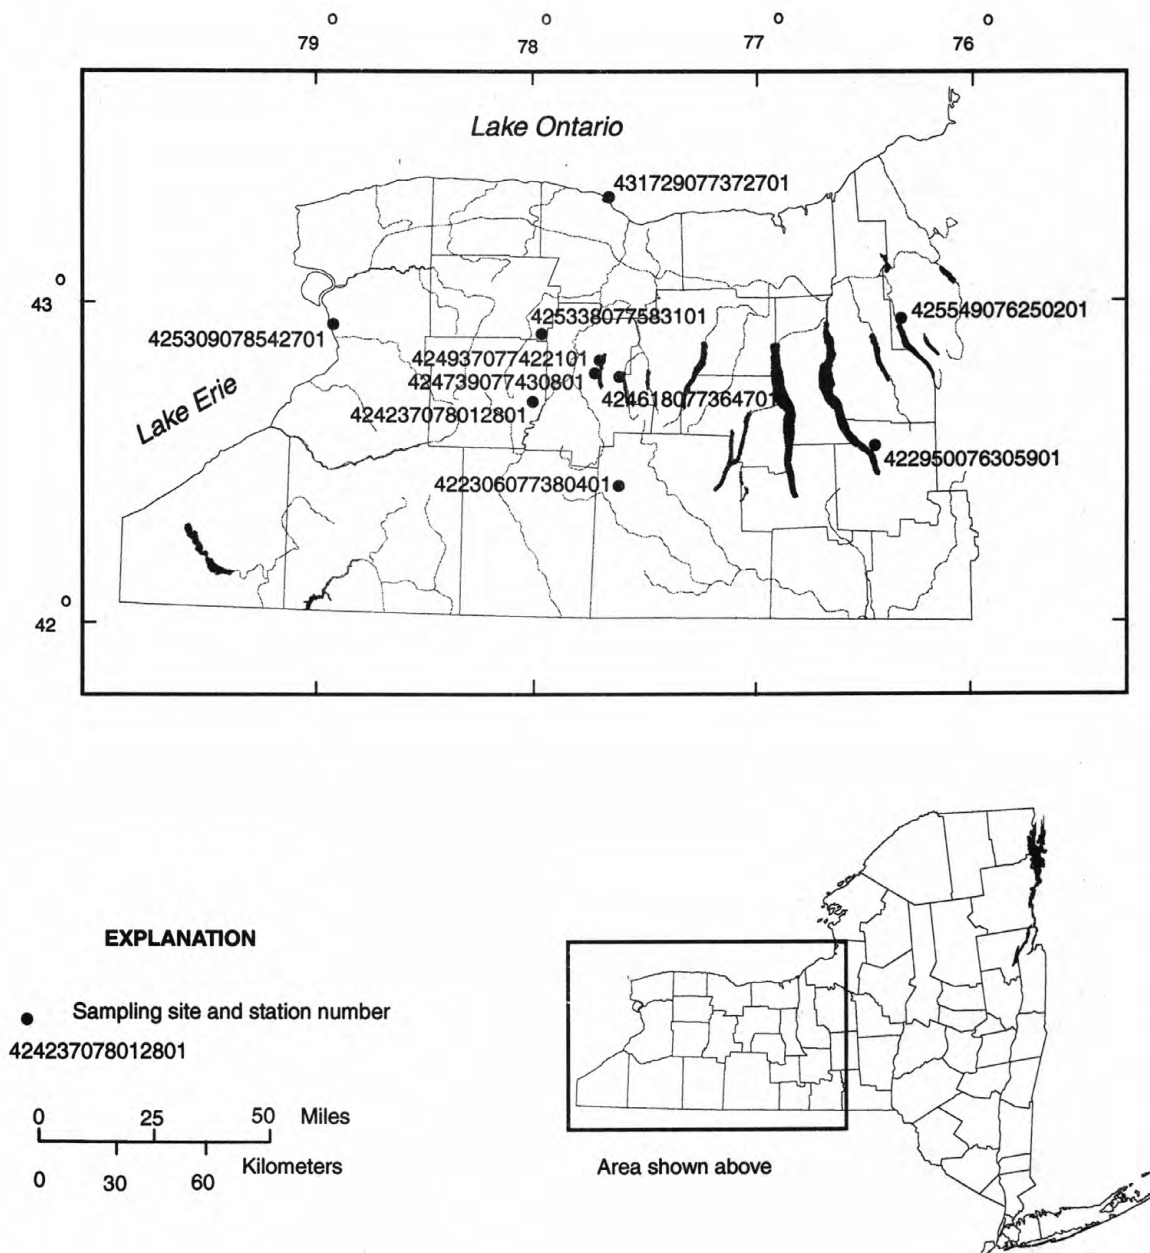 o o o o
79 78 77 76
Lake Ontario
431729077372701
o
43
425549076250201
425338077583101
425309078542701
424937077422101
424739077430801
Lake Erie
424618077364701
424237078012801
422950076305901
422306077380401
o
42
EXPLANATION
Sampling site and station number
424237078012801
0 25 50 Miles
Kilometers
0 30 60
Area shown above